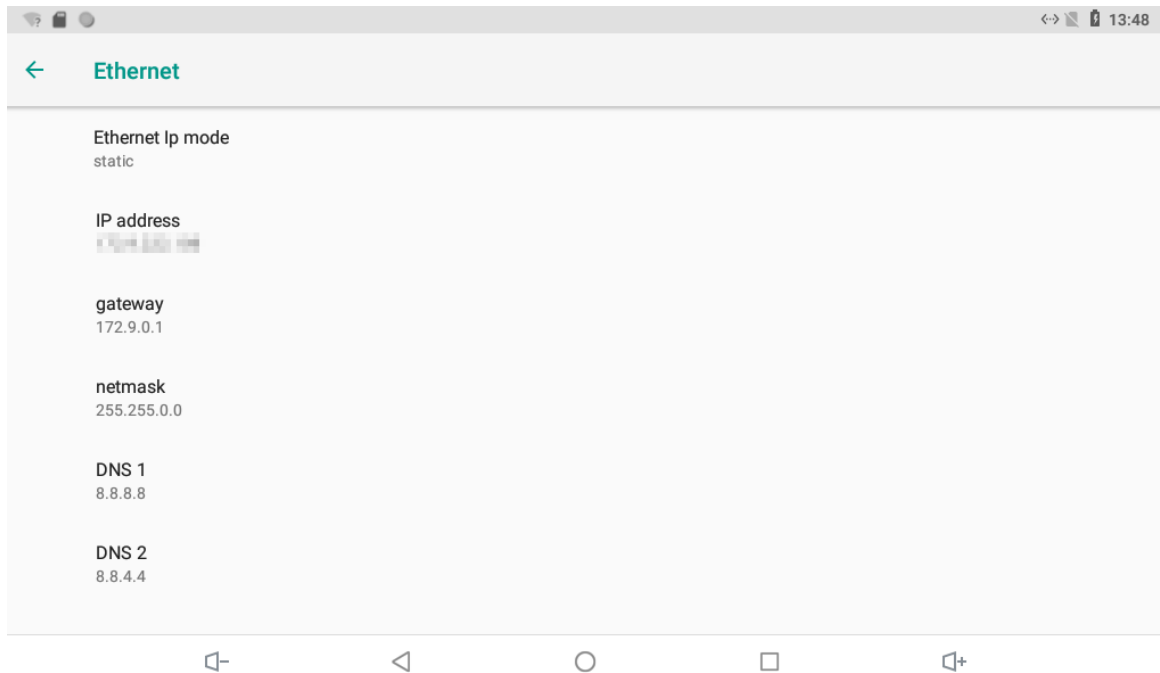 13:48
Ethernet
Ethernet Ip mode
static
IP address
gateway
172.9.0.1
netmask
255.255.0.0
DNS 1
8.8.8.8
DNS 2
8.8.4.4